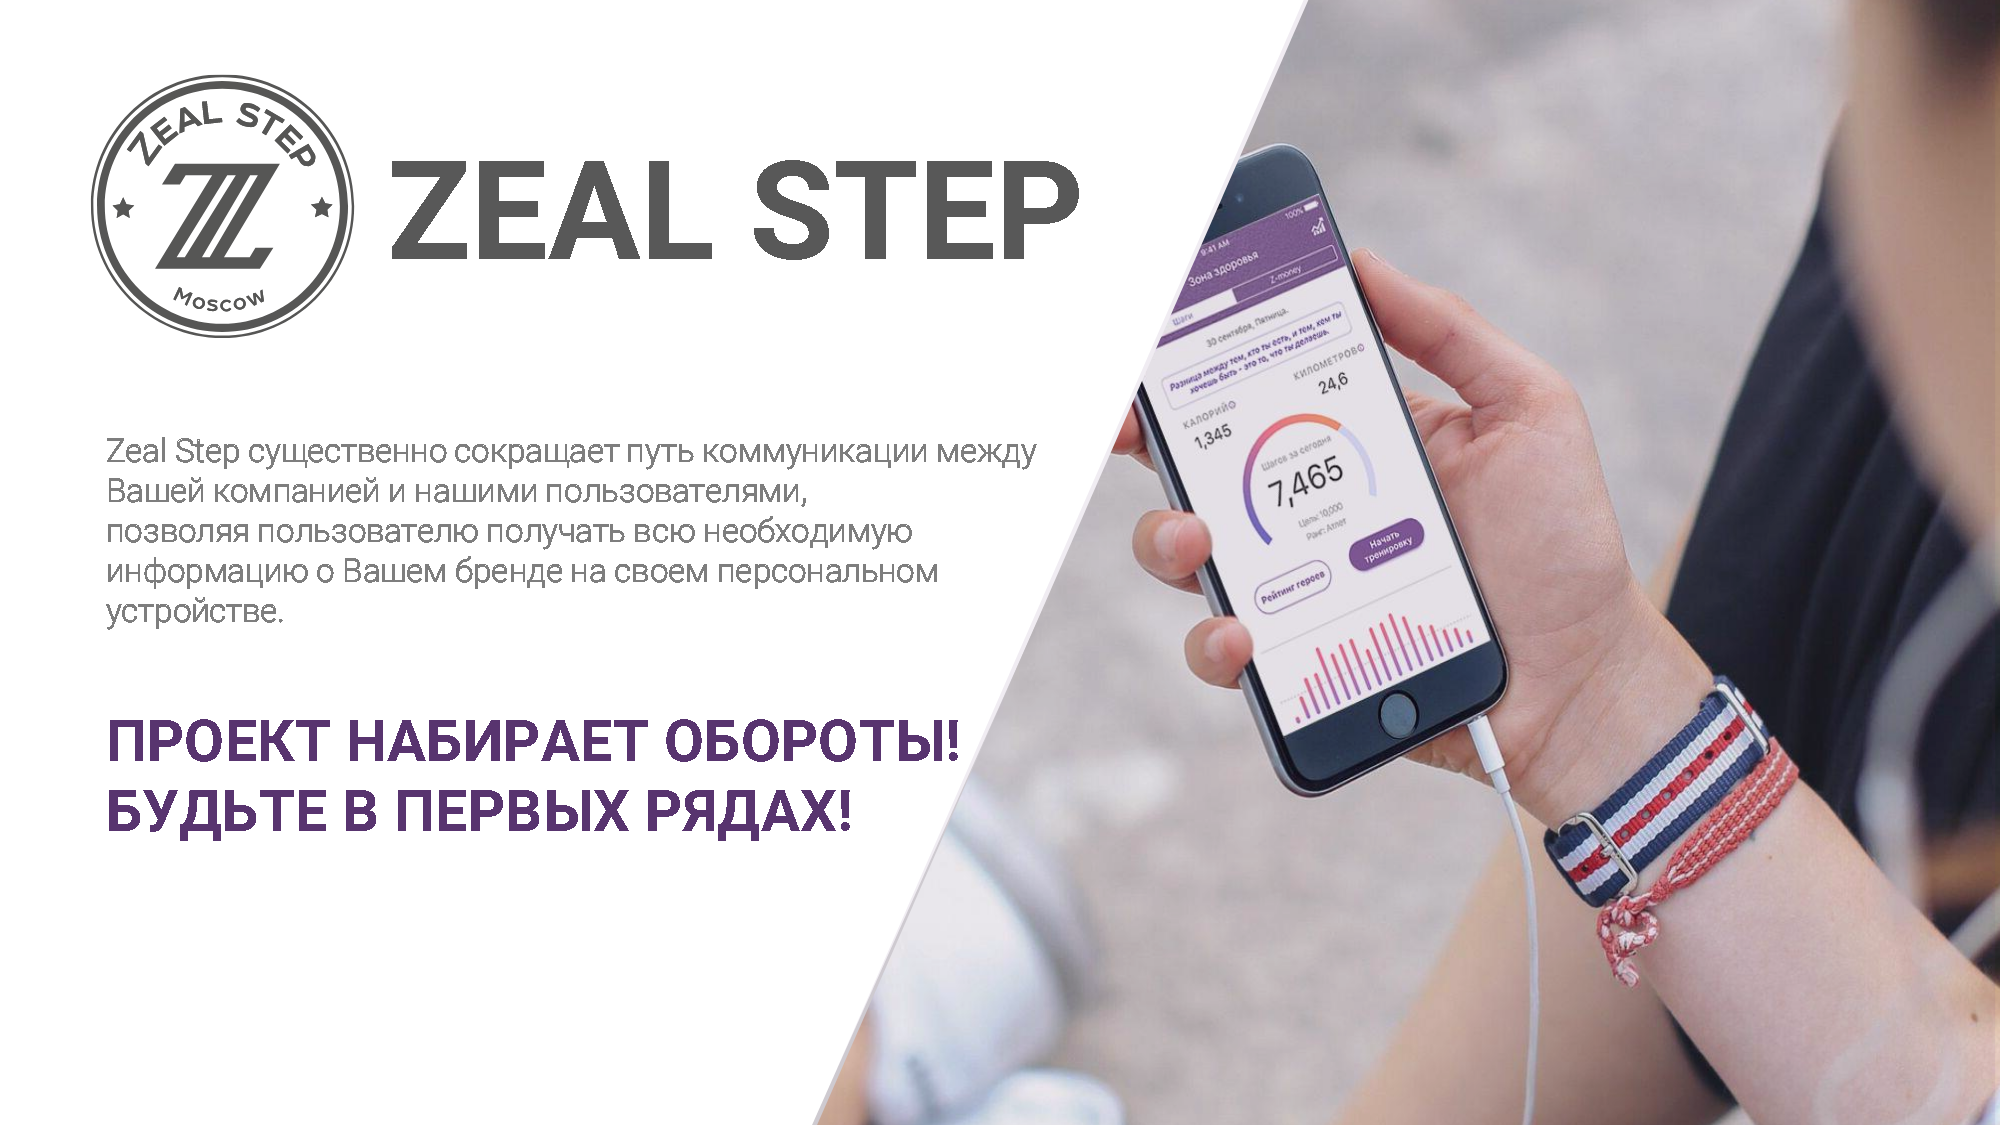 ZEAL STEP
Moscow
ZEAL STEP
Zeal Step существенно сокращает путь коммуникации между
Вашей компанией и нашими пользователями,
позволяя пользователю получать всю необходимую
информацию о Вашем бренде на своем персональном
устройстве.
ПРОЕКТ НАБИРАЕТ ОБОРОТЫ!
БУДЬТЕ В ПЕРВЫХ РЯДАХ!
9:41 AM
100%
Зона здоровья
Шаги
Z-money
30 сентября, Пятница.
Разница между тем, кто ты есть, и тем, кем ты
хочешь быть - это то, что ты делаешь.
КАЛОРИЙ
1,345
КИЛОМЕТРОВ
24,6
Шагов за сегодня
7,465
Цель: 10,000
Ранг: Атлет
Рейтинг героев
Начать
тренировку